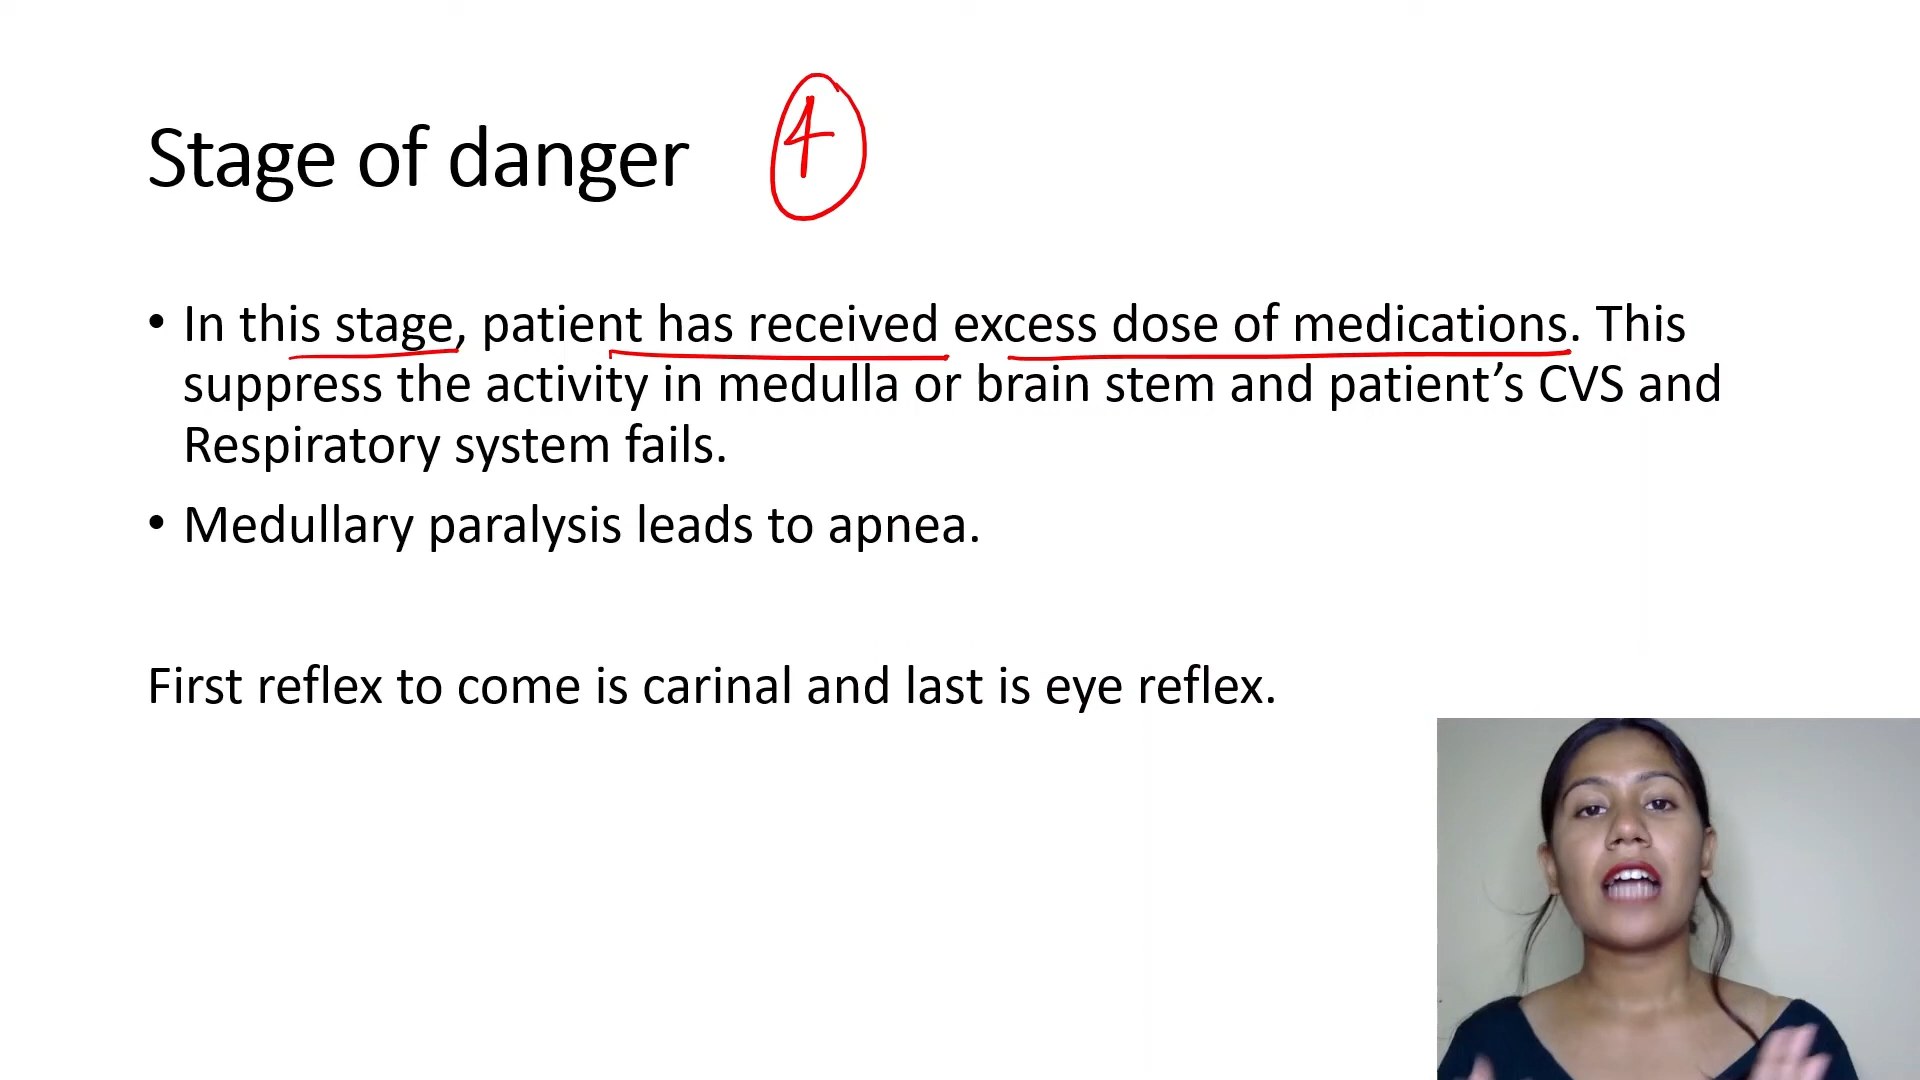 Stage of danger 4
• In this stage, patient has received excess dose of medications. This
suppress the activity in medulla or brain stem and patient’s CVS and
Respiratory system fails.
• Medullary paralysis leads to apnea.
First reflex to come is carinal and last is eye reflex.